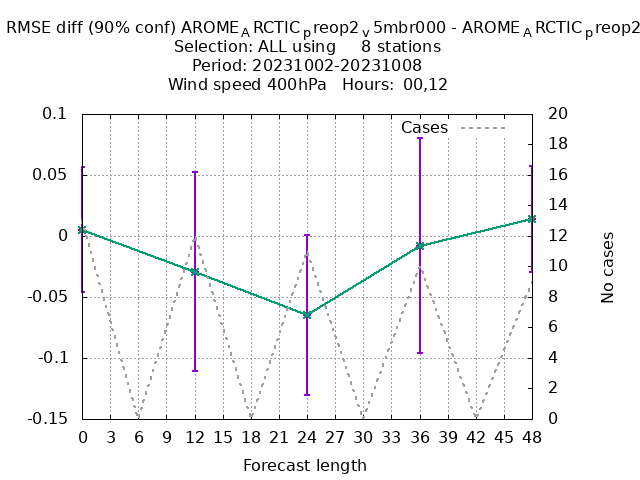 RMSE diff (90% conf) AROME_ARCTIC_preop2_v5mbr000 - AROME_ARCTIC_preop2
Selection: ALL using     8 stations
Period: 20231002-20231008
Wind speed 400hPa   Hours:  00,12
Cases
0.1
0.05
0
-0.05
-0.1
-0.15
20
18
16
14
12
10
8
6
4
2
0
No cases
0 3 6 9 12 15 18 21 24 27 30 33 36 39 42 45 48
Forecast length